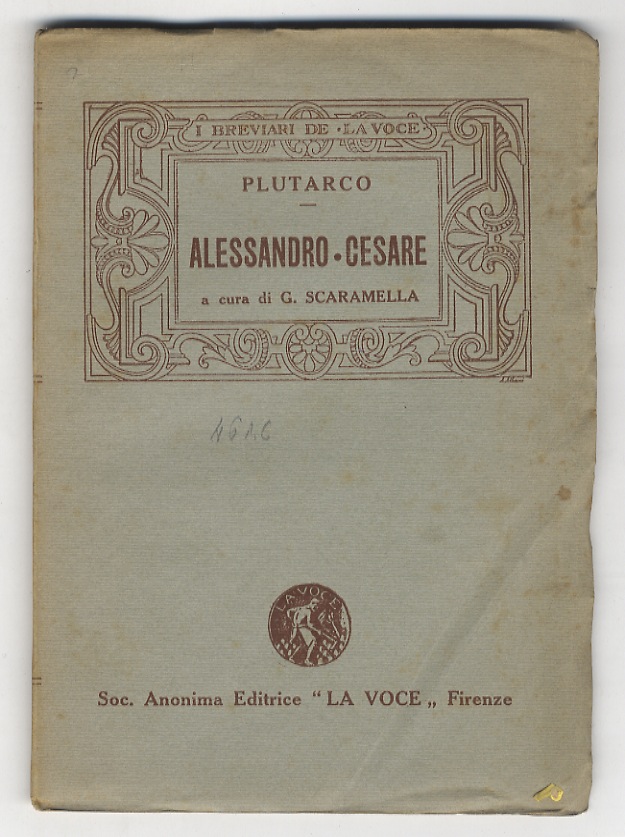 I BREVIARI DE · LA VOCE ·
PLUTARCO
ALESSANDRO · CESARE
a cura di G. SCARAMELLA
LA VOCE
Soc. Anonima Editrice “ LA VOCE „ Firenze